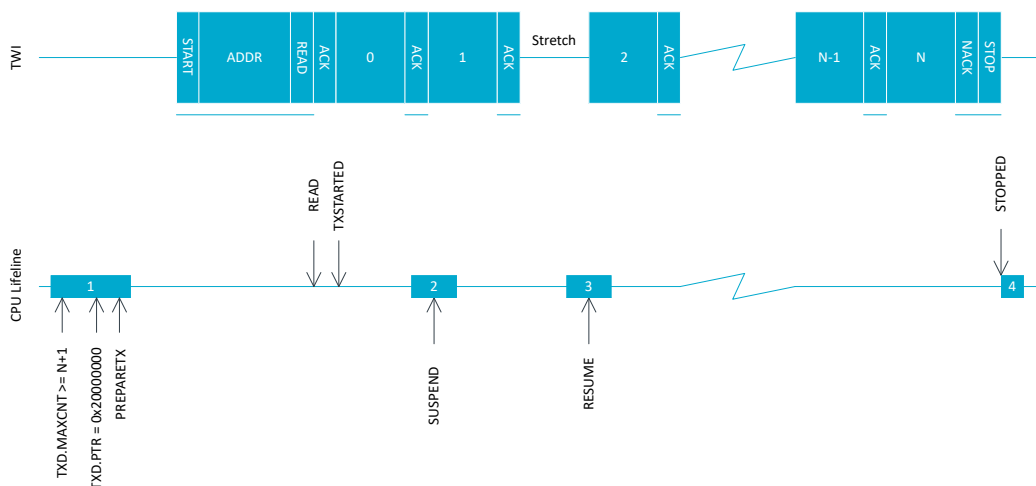 TWI
START
ADDR
READ
ACK
0
ACK
1
ACK
Stretch
2
ACK
N-1
ACK
N
NACK
STOP
READ
TXSTARTED
STOPPED
CPU Lifeline
1
2
3
4
TXD.MAXCNT >= N+1
TXD.PTR = 0x20000000
PREPARETX
SUSPEND
RESUME